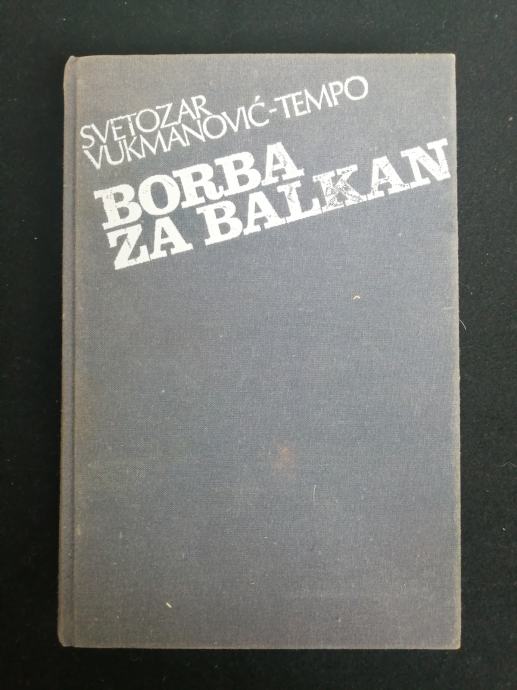 SVETOZAR
VUKMANOVIĆ-TEMPO
BORBA
ZA BALKAN